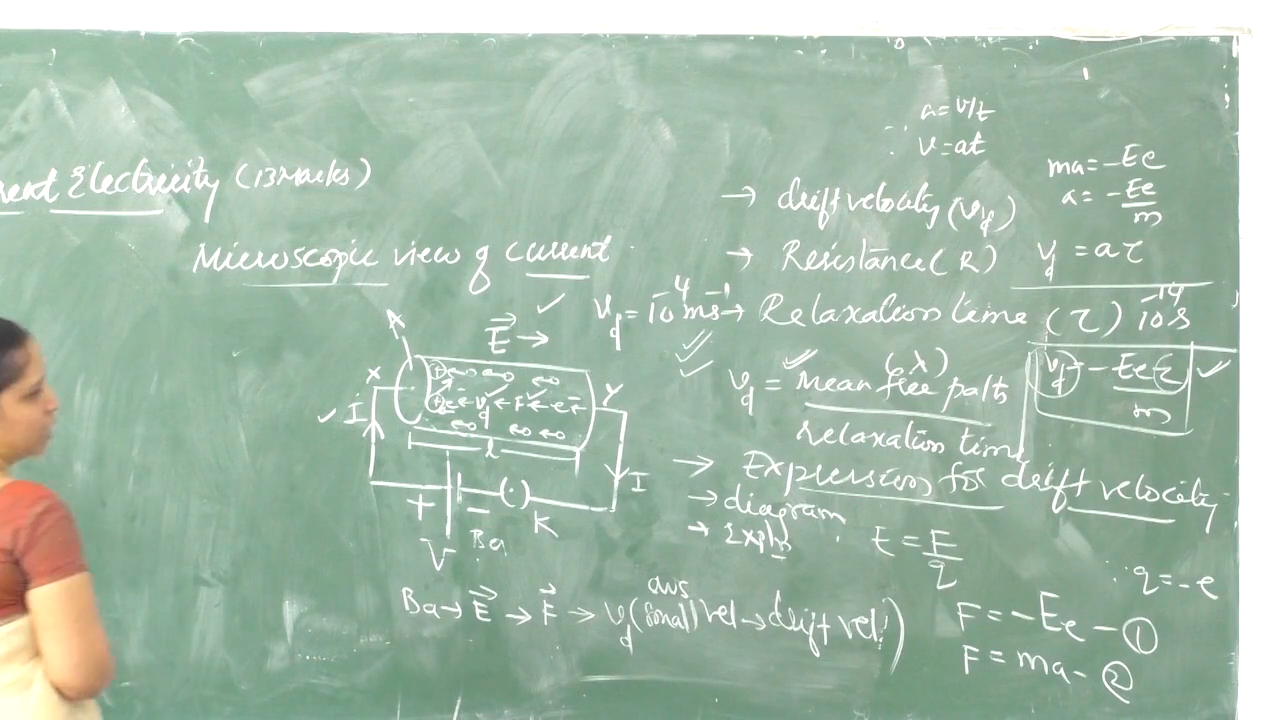 rent Electricity (13 Marks)
Microscopic view of current
a = v/t
∴ v = at
ma = -Ee
a = -Ee/m
→ drift velocity (Vd)
→ Resistance (R)
Vd = aτ
Vd = 10⁻⁴ ms⁻¹
→ Relaxation time (τ) 10⁻¹⁴ s
Vd = Mean free path (λ) / relaxation time
Vd = -Eeτ/m
→ Expression for drift velocity
→ diagram
→ Expln
E = F/q
∵ q = -e
F = -Ee - ①
F = ma - ②
A
E →
X
Y
I
l
I
+
-
V
Ba
K
Ba → E → F → Vd (small) vel → drift vel.